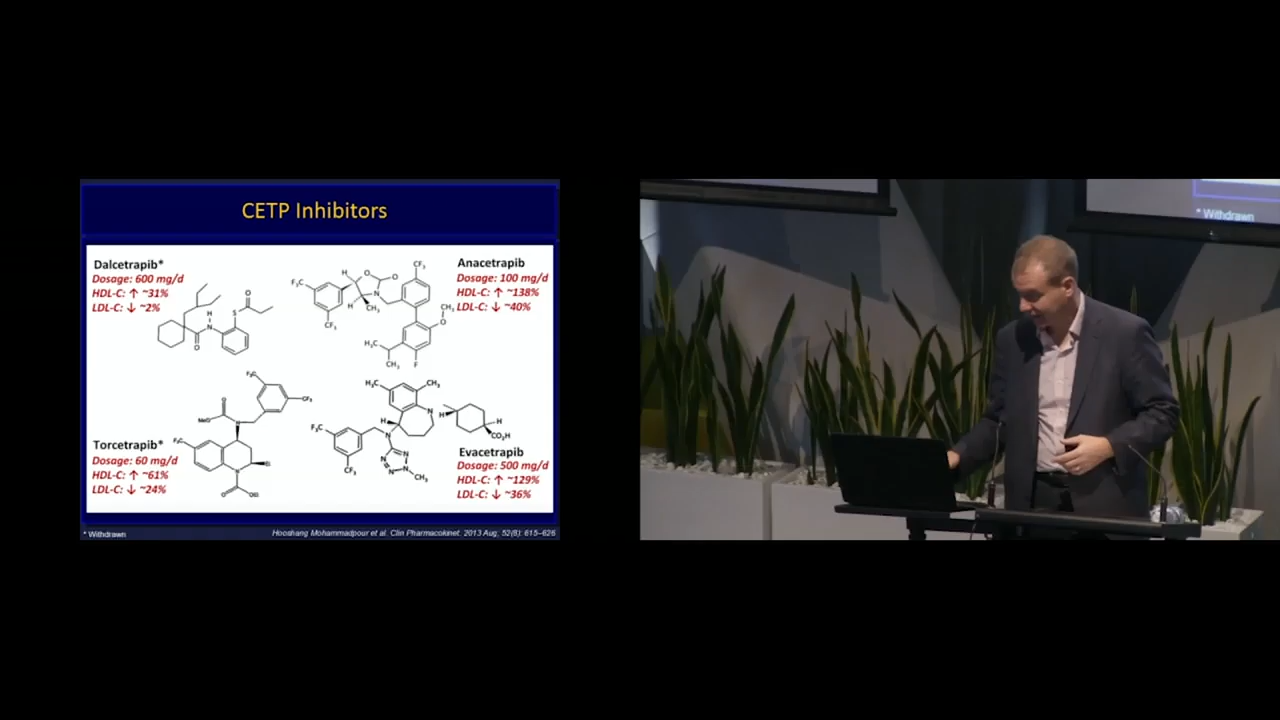 CETP Inhibitors
Dalcetrapib*
Dosage: 600 mg/d
HDL-C: ↑ ~31%
LDL-C: ↓ ~2%
Anacetrapib
Dosage: 100 mg/d
HDL-C: ↑ ~138%
LDL-C: ↓ ~40%
Torcetrapib*
Dosage: 60 mg/d
HDL-C: ↑ ~61%
LDL-C: ↓ ~24%
Evacetrapib
Dosage: 500 mg/d
HDL-C: ↑ ~129%
LDL-C: ↓ ~36%
* Withdrawn
Hooshang Mohammadpour et al. Clin Pharmacokinet. 2013 Aug; 52(8): 615–626
* Withdrawn